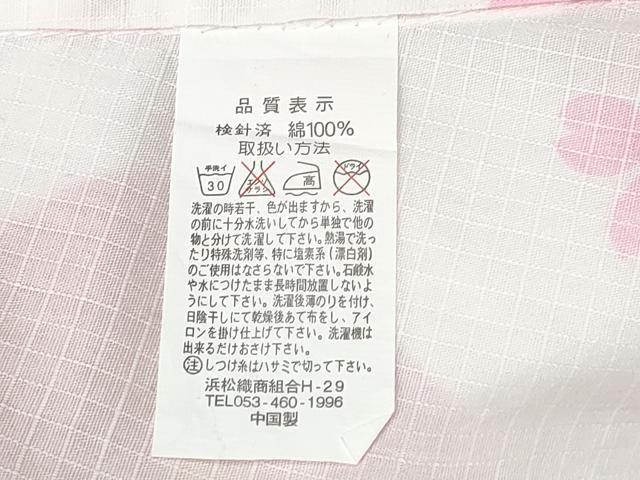 品質表示
検針済 綿100%
取扱い方法
手洗イ 30 エンソサラシ 高 ドライ
洗濯の時若干、色が出ますから、洗濯
の前に十分水洗いしてから単独で他の
物と分けて洗濯して下さい。熱湯で洗っ
たり特殊洗剤等、特に塩素系(漂白剤)
のご使用はなさらないで下さい。石鹸水
や水につけたまま長時間放置しないよ
うにして下さい。洗濯後薄のりを付け、
日陰干しにて乾燥後あて布をし、アイ
ロンを掛け仕上げて下さい。洗濯機は
出来るだけおさけ下さい。
注 しつけ糸はハサミで切って下さい。
浜松織商組合H-29
TEL053-460-1996
中国製